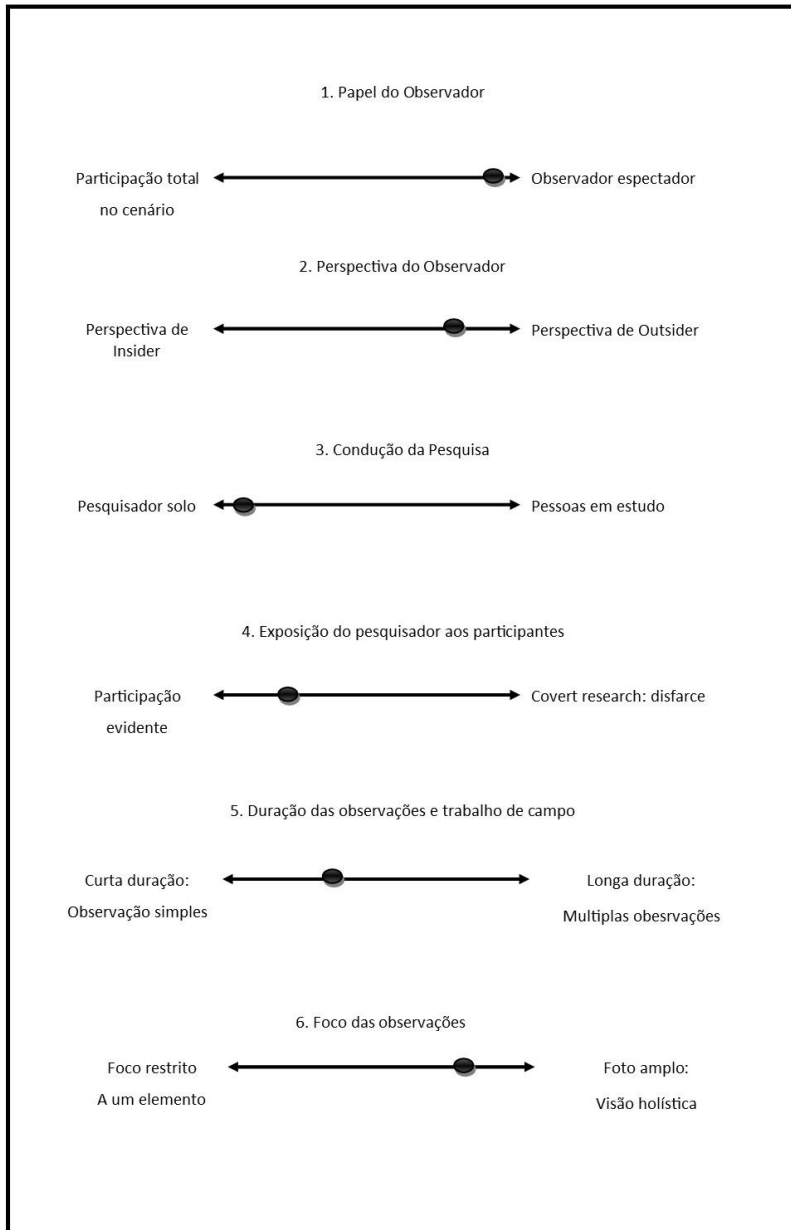 1. Papel do Observador
Participação total
no cenário
Observador espectador
2. Perspectiva do Observador
Perspectiva de
Insider
Perspectiva de Outsider
3. Condução da Pesquisa
Pesquisador solo
Pessoas em estudo
4. Exposição do pesquisador aos participantes
Participação
evidente
Covert research: disfarce
5. Duração das observações e trabalho de campo
Curta duração:
Observação simples
Longa duração:
Multiplas obesrvações
6. Foco das observações
Foco restrito
A um elemento
Foto amplo:
Visão holística